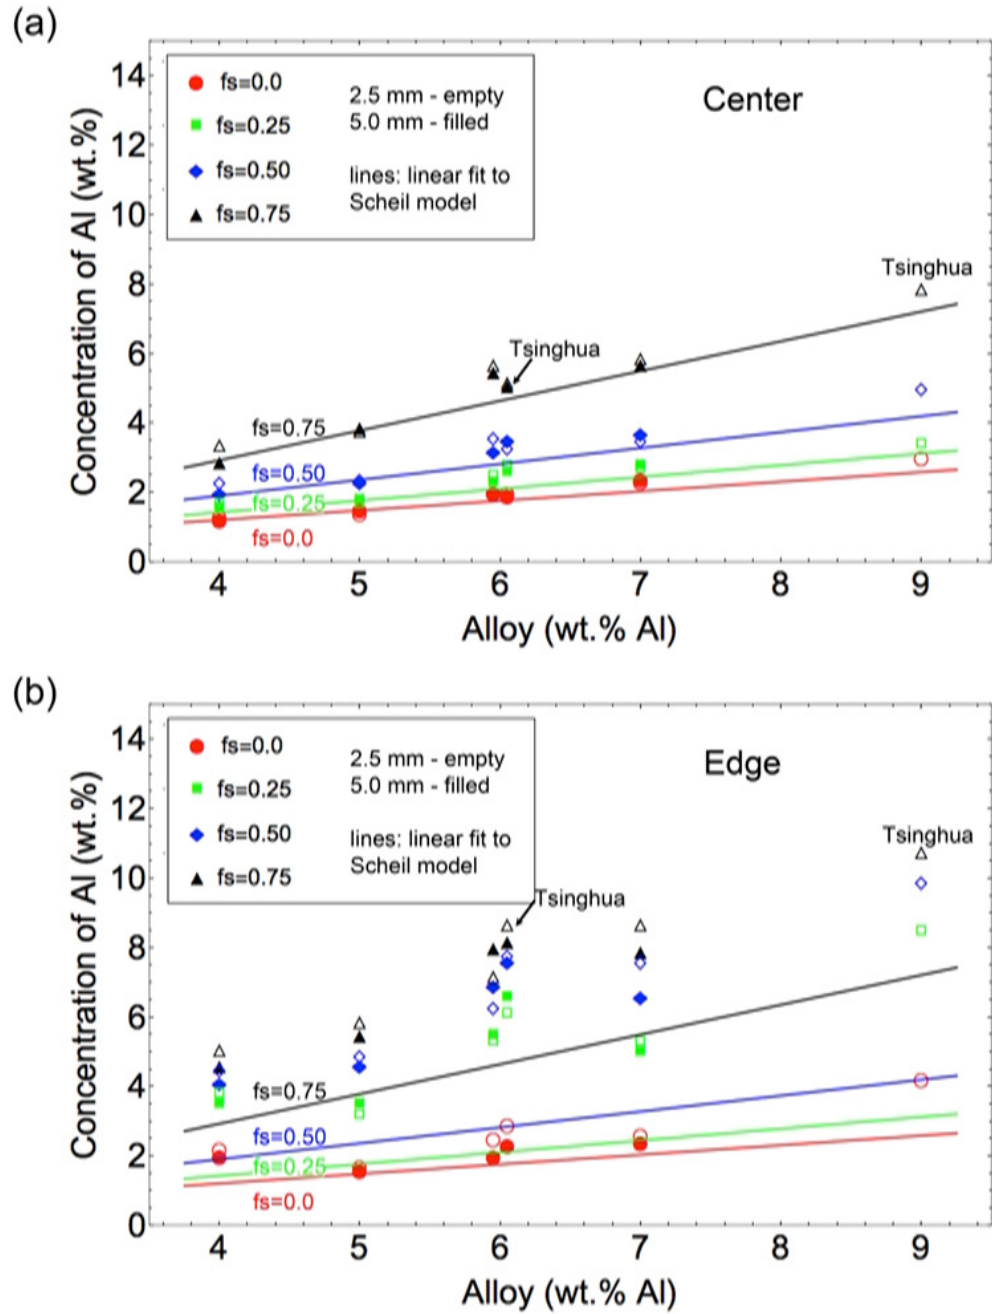 (a)
Center
fs=0.0
fs=0.25
fs=0.50
fs=0.75
2.5 mm - empty
5.0 mm - filled
lines: linear fit to
Scheil model
Concentration of Al (wt.%)
14
12
10
8
6
4
2
0
Tsinghua
Tsinghua
fs=0.75
fs=0.50
fs=0.25
fs=0.0
4 5 6 7 8 9
Alloy (wt.% Al)
(b)
Edge
fs=0.0
fs=0.25
fs=0.50
fs=0.75
2.5 mm - empty
5.0 mm - filled
lines: linear fit to
Scheil model
Concentration of Al (wt.%)
14
12
10
8
6
4
2
0
Tsinghua
Tsinghua
fs=0.75
fs=0.50
fs=0.25
fs=0.0
4 5 6 7 8 9
Alloy (wt.% Al)